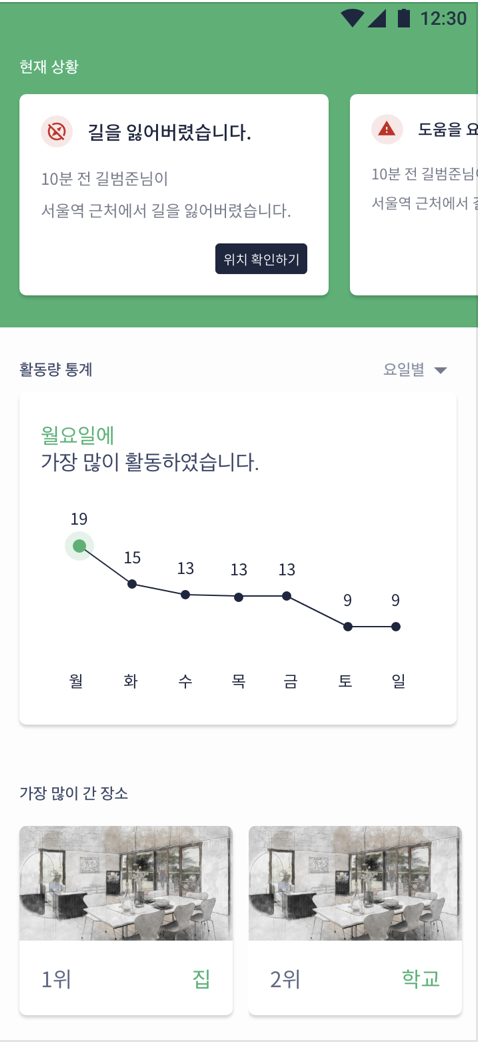 12:30
현재 상황
길을 잃어버렸습니다.
10분 전 길범준님이
서울역 근처에서 길을 잃어버렸습니다.
위치 확인하기
도움을 요
10분 전 길범준님
서울역 근처에서 길
활동량 통계
요일별
월요일에
가장 많이 활동하였습니다.
19
15
13
13
13
9
9
월 화 수 목 금 토 일
가장 많이 간 장소
1위 집
2위 학교